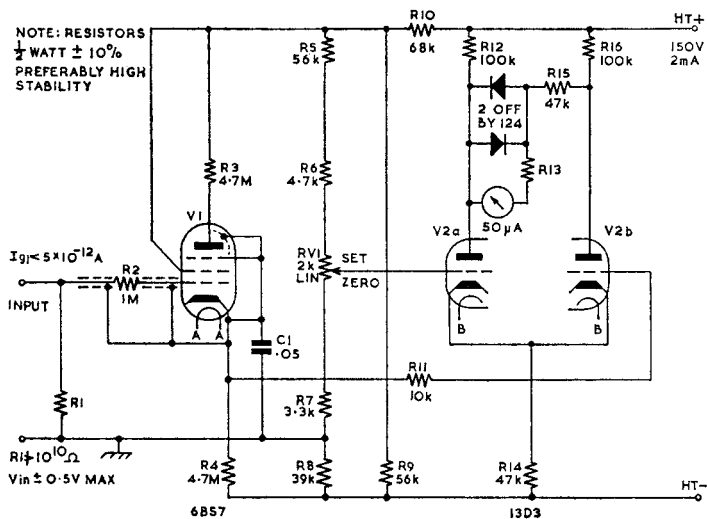 NOTE: RESISTORS
½ WATT ± 10%
PREFERABLY HIGH
STABILITY
R5
56k
R10
68k
R12
100k
R16
100k
HT+
150V
2mA
R15
47k
2 OFF
BY 124
R3
4·7M
R6
4·7k
R13
V1
50μA
V2a
V2b
Ig1 < 5×10⁻¹²A
R2
1M
RV1
2k
LIN
SET
ZERO
INPUT
A
A
B
B
C1
·05
R11
10k
R1
R7
3·3k
R1≑10¹⁰Ω
Vin ± 0·5V MAX
R4
4·7M
R8
39k
R9
56k
R14
47k
HT-
6BS7
13D3